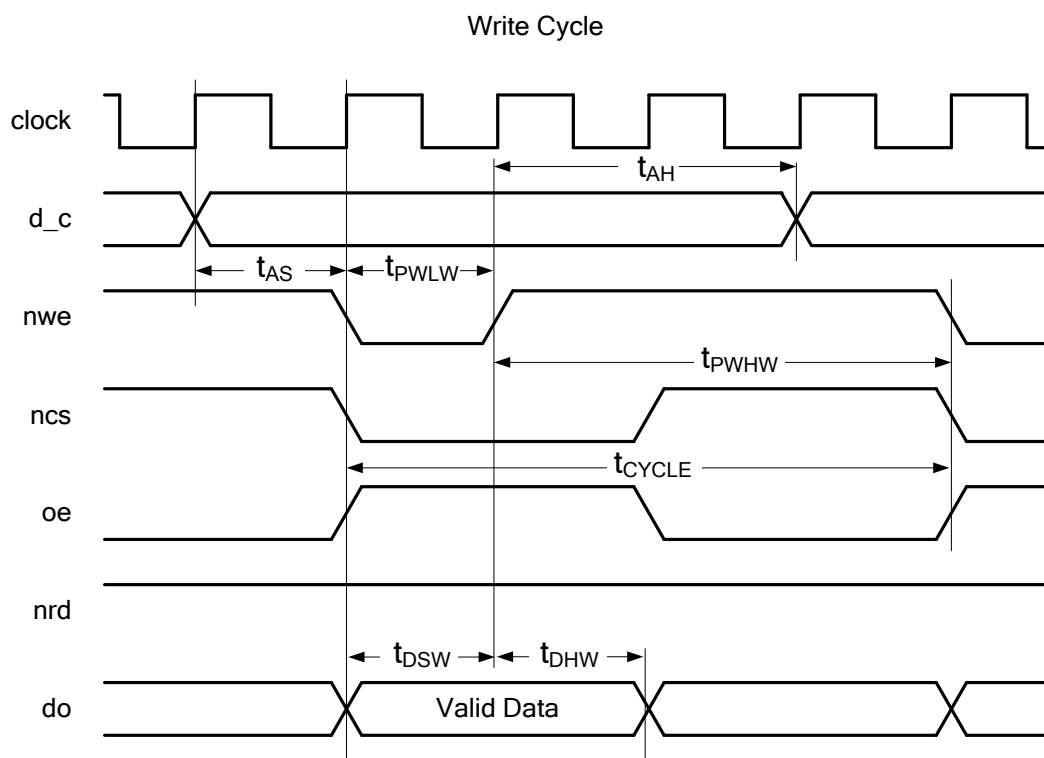 Write Cycle
clock
tAH
d_c
tAS
tPWLW
nwe
tPWHW
ncs
tCYCLE
oe
nrd
tDSW
tDHW
do
Valid Data